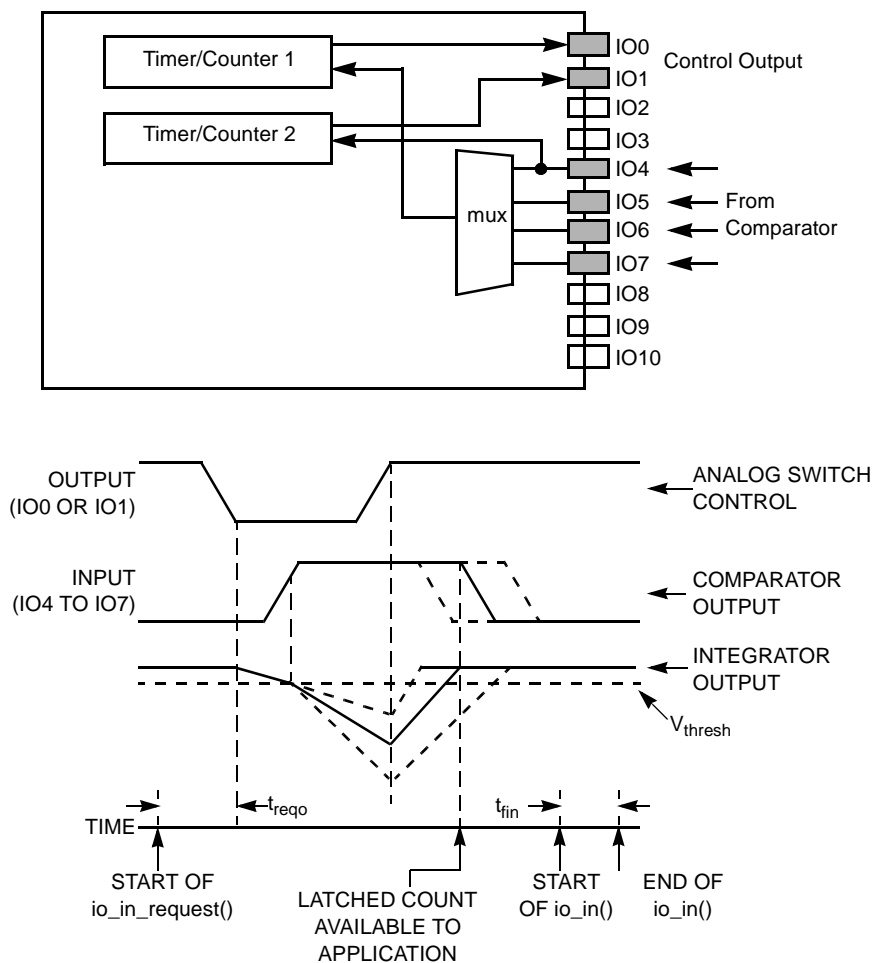 Timer/Counter 1
Timer/Counter 2
mux
IO0
IO1
IO2
IO3
IO4
IO5
IO6
IO7
IO8
IO9
IO10
Control Output
From
Comparator
OUTPUT
(IO0 OR IO1)
ANALOG SWITCH
CONTROL
INPUT
(IO4 TO IO7)
COMPARATOR
OUTPUT
INTEGRATOR
OUTPUT
Vthresh
treqo
tfin
TIME
START OF
io_in_request()
LATCHED COUNT
AVAILABLE TO
APPLICATION
START
OF io_in()
END OF
io_in()